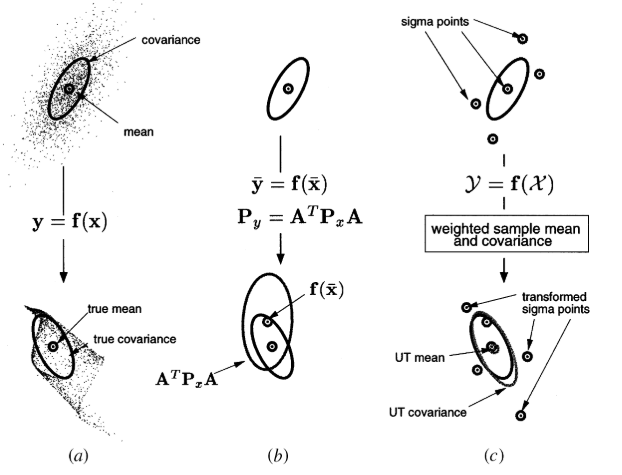 covariance
mean
y = f(x)
true mean
true covariance
(a)
ȳ = f(x̄)
P_y = A^T P_x A
f(x̄)
A^T P_x A
(b)
sigma points
𝒴 = f(𝒳)
weighted sample mean
and covariance
transformed
sigma points
UT mean
UT covariance
(c)